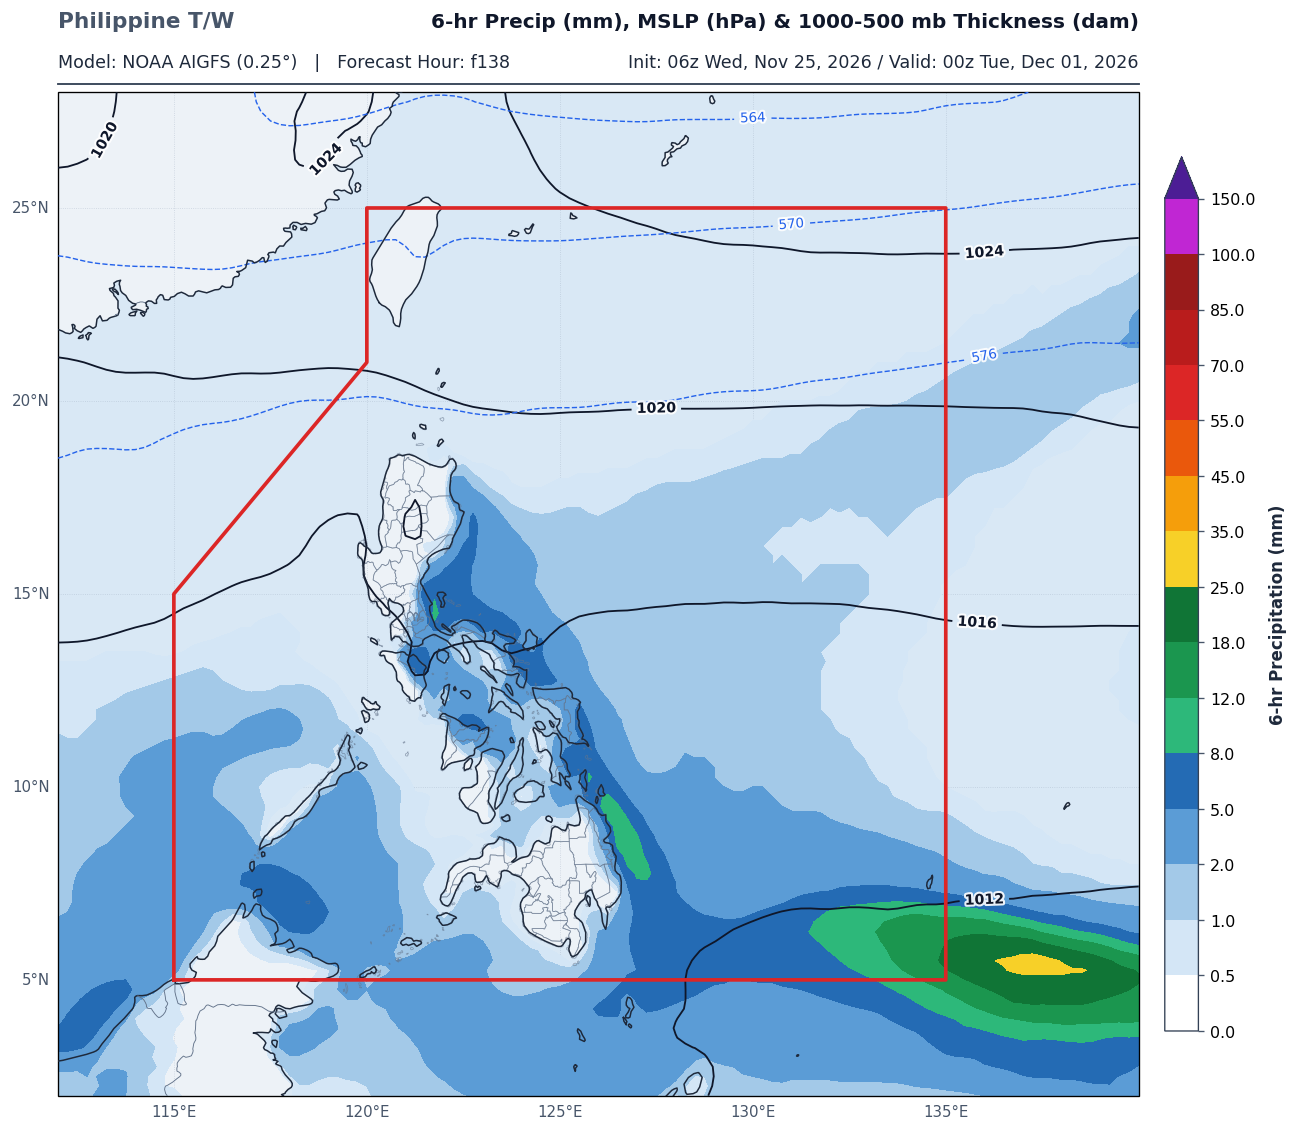 Philippine T/W
6-hr Precip (mm), MSLP (hPa) & 1000-500 mb Thickness (dam)
Model: NOAA AIGFS (0.25°) | Forecast Hour: f138
Init: 06z Wed, Nov 25, 2026 / Valid: 00z Tue, Dec 01, 2026
1020
1024
564
570
1024
576
1020
1016
1012
25°N
20°N
15°N
10°N
5°N
115°E
120°E
125°E
130°E
135°E
150.0
100.0
85.0
70.0
55.0
45.0
35.0
25.0
18.0
12.0
8.0
5.0
2.0
1.0
0.5
0.0
6-hr Precipitation (mm)